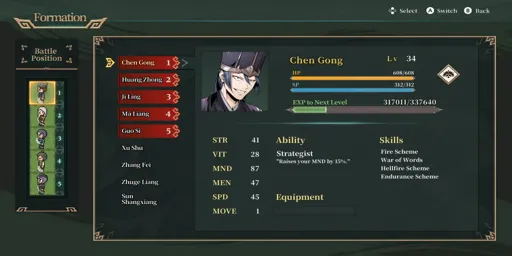 Formation
Select
A Switch
B Back
Battle
Position
1
2
3
4
5
Chen Gong 1
Huang Zhong 2
Ji Ling 3
Ma Liang 4
Guo Si 5
Xu Shu
Zhang Fei
Zhuge Liang
Sun
Shangxiang
Chen Gong Lv 34
HP 608/608
SP 312/312
EXP to Next Level 317011/337640
STR 41
VIT 28
MND 87
MEN 47
SPD 45
MOVE 1
Ability
Strategist
"Raises your MND by 15%."
Equipment
Skills
Fire Scheme
War of Words
Hellfire Scheme
Endurance Scheme